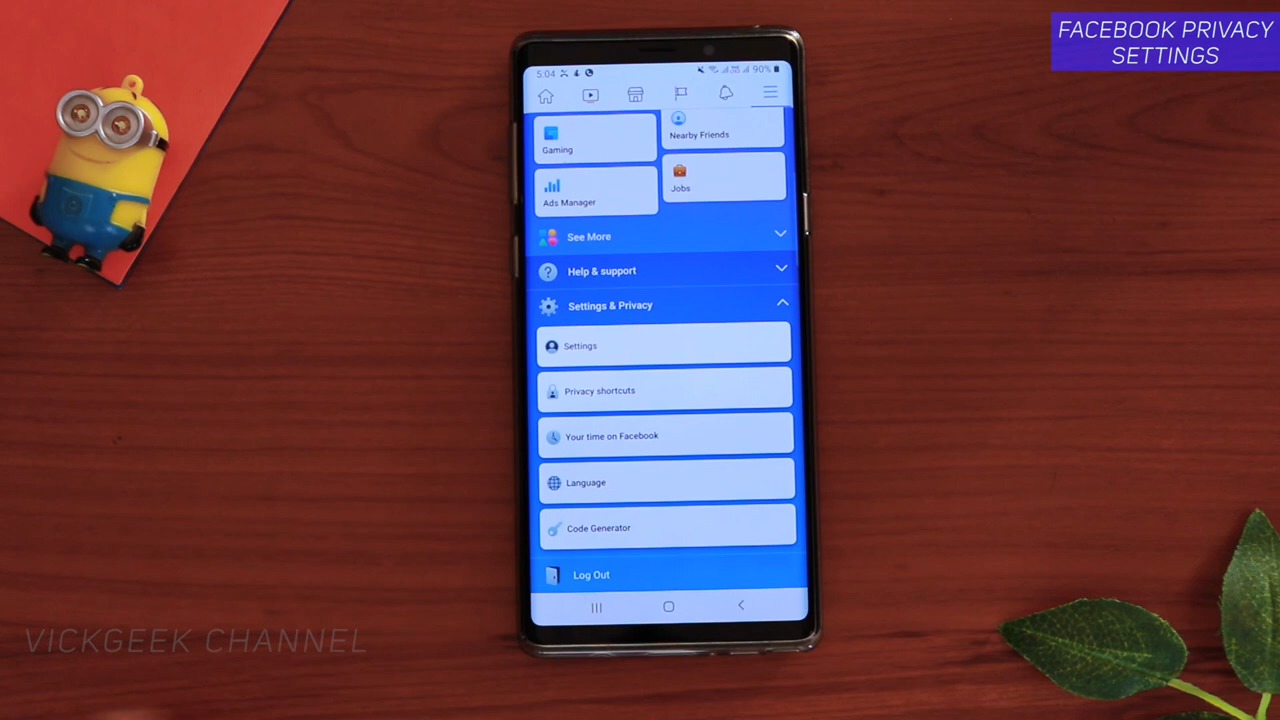 FACEBOOK PRIVACY
SETTINGS
5:04
90%
Nearby Friends
Gaming
Jobs
Ads Manager
See More
Help & support
Settings & Privacy
Settings
Privacy shortcuts
Your time on Facebook
Language
Code Generator
Log Out
VICKGEEK CHANNEL